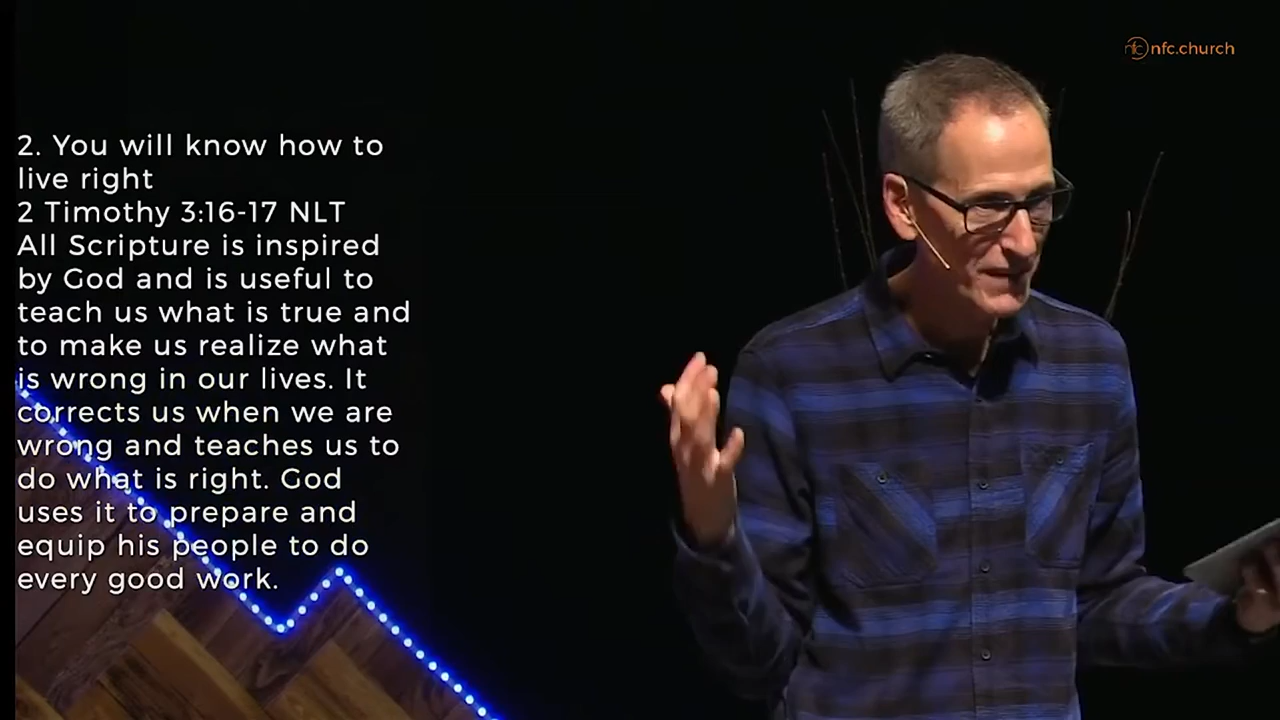 nfc nfc.church
2. You will know how to
live right
2 Timothy 3:16-17 NLT
All Scripture is inspired
by God and is useful to
teach us what is true and
to make us realize what
is wrong in our lives. It
corrects us when we are
wrong and teaches us to
do what is right. God
uses it to prepare and
equip his people to do
every good work.